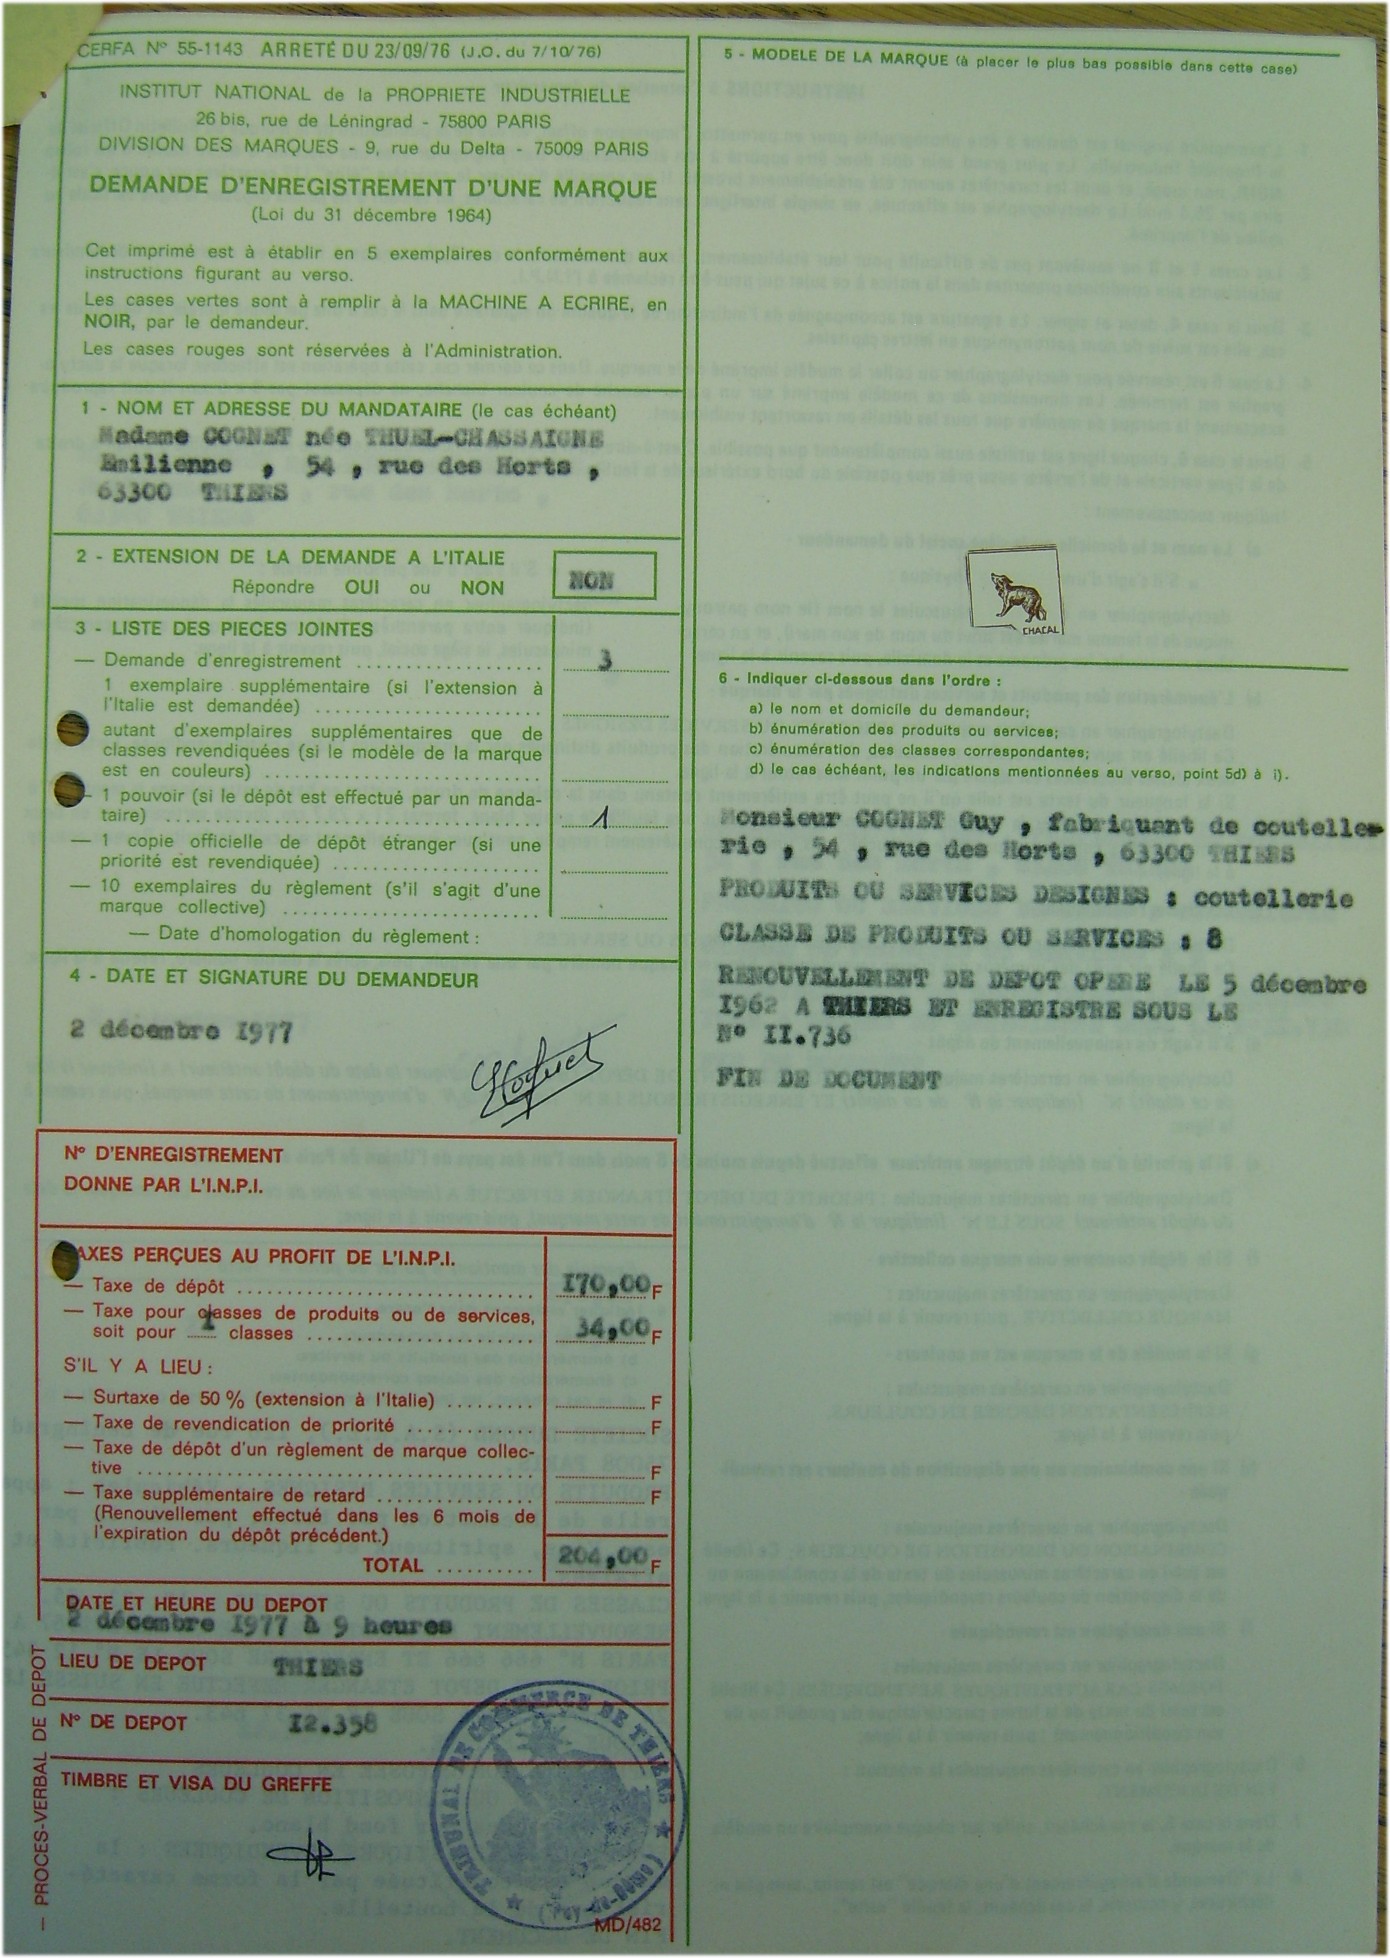 CERFA N° 55-1143 ARRETÉ DU 23/09/76 (J.O. du 7/10/76)
INSTITUT NATIONAL de la PROPRIETE INDUSTRIELLE
26 bis, rue de Léningrad - 75800 PARIS
DIVISION DES MARQUES - 9, rue du Delta - 75009 PARIS
DEMANDE D'ENREGISTREMENT D'UNE MARQUE
(Loi du 31 décembre 1964)
Cet imprimé est à établir en 5 exemplaires conformément aux
instructions figurant au verso.
Les cases vertes sont à remplir à la MACHINE A ECRIRE, en
NOIR, par le demandeur.
Les cases rouges sont réservées à l'Administration.
1 - NOM ET ADRESSE DU MANDATAIRE (le cas échéant)
Madame COGNET née THUEL-CHASSAIGNE
Emilienne , 54 , rue des Horts ,
63300 THIERS
2 - EXTENSION DE LA DEMANDE A L'ITALIE
Répondre OUI ou NON NON
3 - LISTE DES PIECES JOINTES
— Demande d'enregistrement .................... 3
1 exemplaire supplémentaire (si l'extension à
l'Italie est demandée) .........................
autant d'exemplaires supplémentaires que de
classes revendiquées (si le modèle de la marque
est en couleurs) ..............................
— 1 pouvoir (si le dépôt est effectué par un manda-
taire) ........................................ 1
— 1 copie officielle de dépôt étranger (si une
priorité est revendiquée) ......................
— 10 exemplaires du règlement (s'il s'agit d'une
marque collective) ............................
— Date d'homologation du règlement :
4 - DATE ET SIGNATURE DU DEMANDEUR
2 décembre I977
N° D'ENREGISTREMENT
DONNE PAR L'I.N.P.I.
TAXES PERÇUES AU PROFIT DE L'I.N.P.I.
— Taxe de dépôt .............................. I70,00 F
— Taxe pour classes de produits ou de services,
soit pour 1 classes ........................ 34,00 F
S'IL Y A LIEU :
— Surtaxe de 50 % (extension à l'Italie) .......... F
— Taxe de revendication de priorité ............ F
— Taxe de dépôt d'un règlement de marque collec-
tive ........................................ F
— Taxe supplémentaire de retard ................ F
(Renouvellement effectué dans les 6 mois de
l'expiration du dépôt précédent.)
TOTAL .......... 204,00 F
DATE ET HEURE DU DEPOT
2 décembre I977 à 9 heures
LIEU DE DEPOT THIERS
N° DE DEPOT I2.358
TIMBRE ET VISA DU GREFFE
— PROCES-VERBAL DE DEPOT —
TRIBUNAL DE COMMERCE DE THIERS
(Puy-de-Dôme)
MD/482
5 - MODELE DE LA MARQUE (à placer le plus bas possible dans cette case)
CHACAL
6 - Indiquer ci-dessous dans l'ordre :
a) le nom et domicile du demandeur;
b) énumération des produits ou services;
c) énumération des classes correspondantes;
d) le cas échéant, les indications mentionnées au verso, point 5d) à i).
Monsieur COGNET Guy , fabriquant de coutelle-
rie , 54 , rue des Horts , 63300 THIERS
PRODUITS OU SERVICES DESIGNES : coutellerie
CLASSE DE PRODUITS OU SERVICES : 8
RENOUVELLEMENT DE DEPOT OPERE LE 5 décembre
I962 A THIERS ET ENREGISTRE SOUS LE
N° II.736
FIN DE DOCUMENT